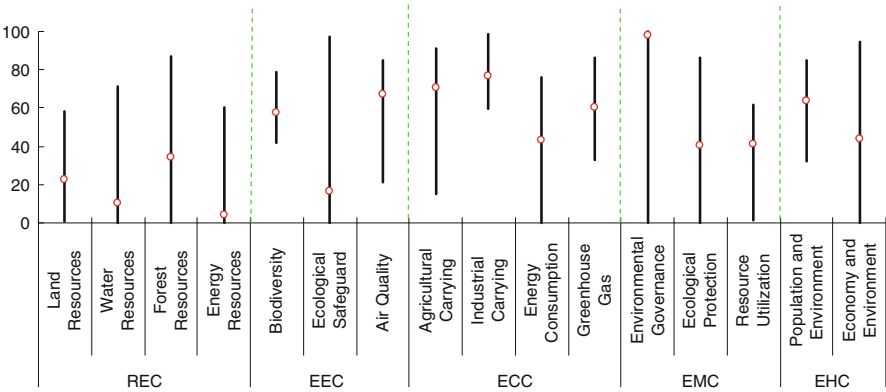 100
80
60
40
20
0
Land
Resources
Water
Resources
Forest
Resources
Energy
Resources
Biodiversity
Ecological
Safeguard
Air Quality
Agricultural
Carrying
Industrial
Carrying
Energy
Consumption
Greenhouse
Gas
Environmental
Governance
Ecological
Protection
Resource
Utilization
Population and
Environment
Economy and
Environment
REC
EEC
ECC
EMC
EHC